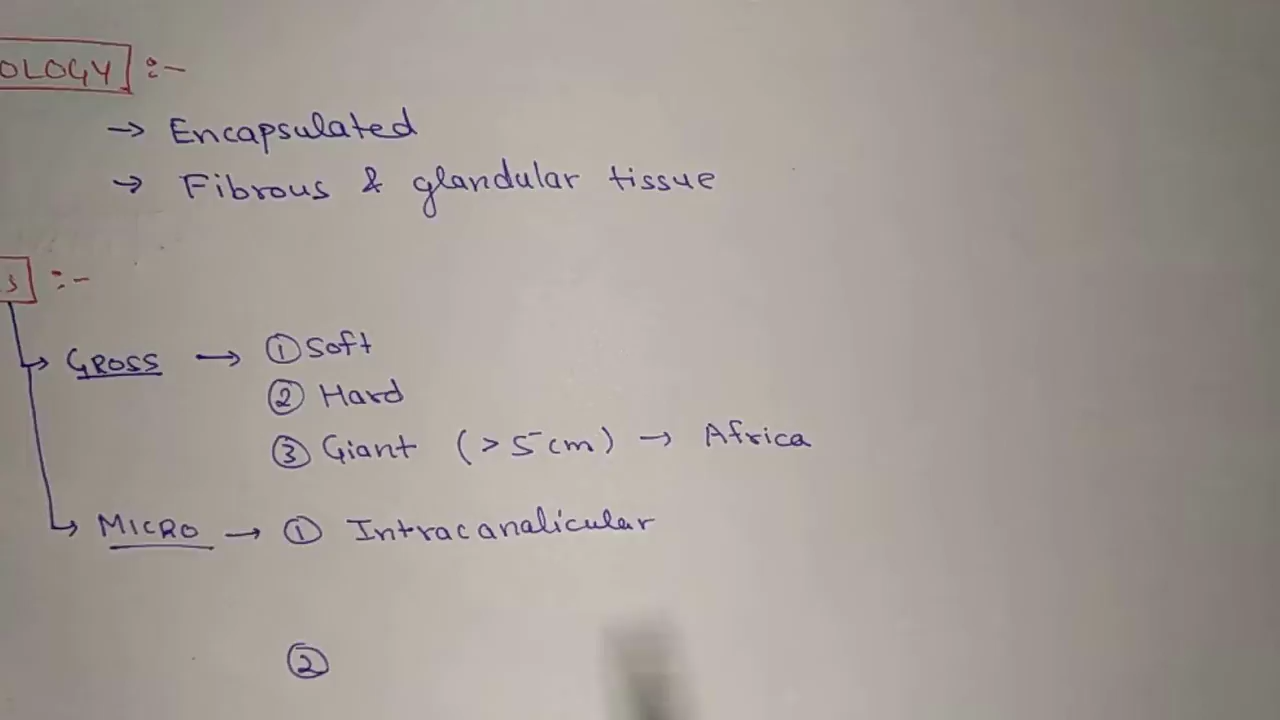 OLOGY :-
→ Encapsulated
→ Fibrous & glandular tissue
s :-
→ GROSS → ① Soft
② Hard
③ Giant (>5cm) → Africa
→ MICRO → ① Intracanalicular
②